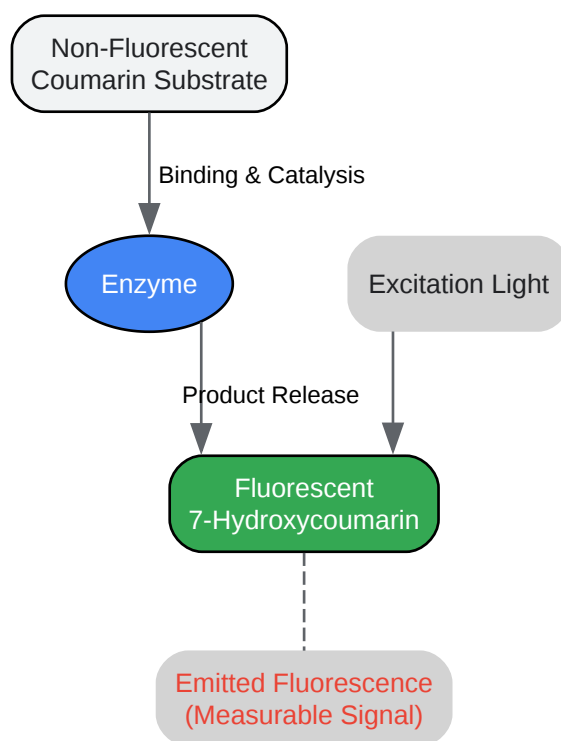 Non-Fluorescent
Coumarin Substrate
Binding & Catalysis
Enzyme
Excitation Light
Product Release
Fluorescent
7-Hydroxycoumarin
Emitted Fluorescence
(Measurable Signal)